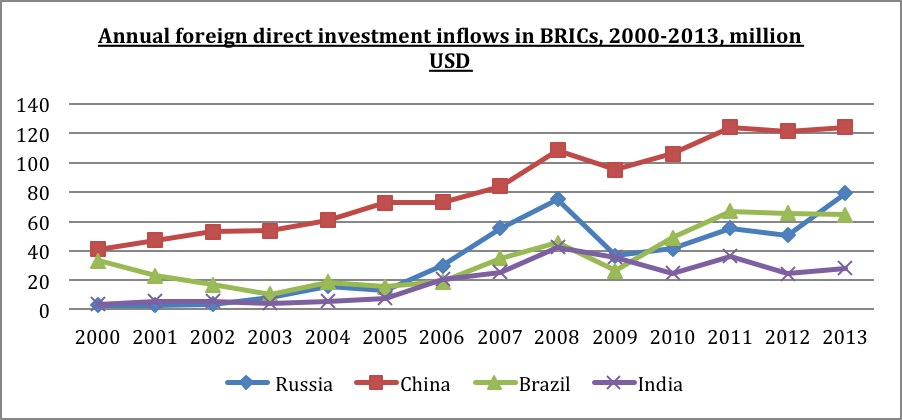 Annual foreign direct investment inflows in BRICs, 2000-2013, million
USD
140
120
100
80
60
40
20
0
2000 2001 2002 2003 2004 2005 2006 2007 2008 2009 2010 2011 2012 2013
Russia China Brazil India